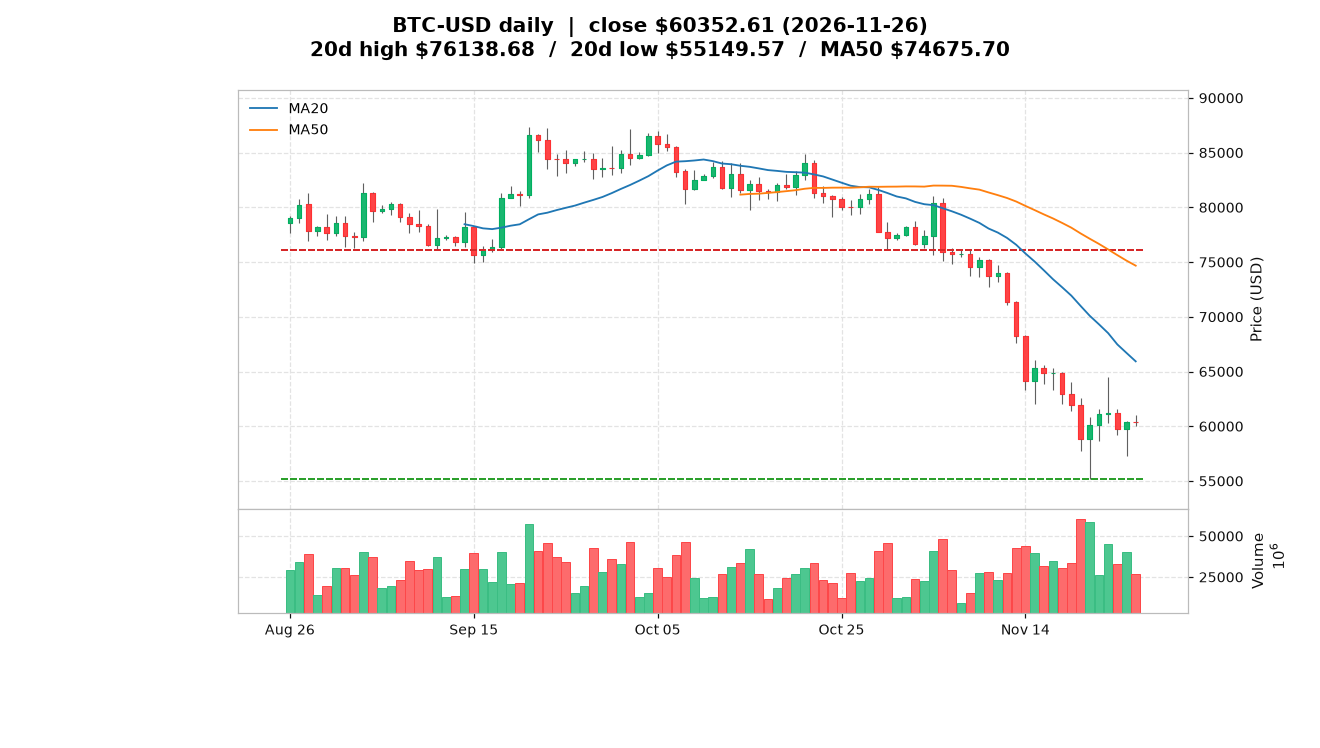 BTC-USD daily | close $60352.61 (2026-11-26)
20d high $76138.68 / 20d low $55149.57 / MA50 $74675.70
MA20
MA50
90000
85000
80000
75000
70000
65000
60000
55000
Price (USD)
50000
25000
Volume
10^6
Aug 26
Sep 15
Oct 05
Oct 25
Nov 14